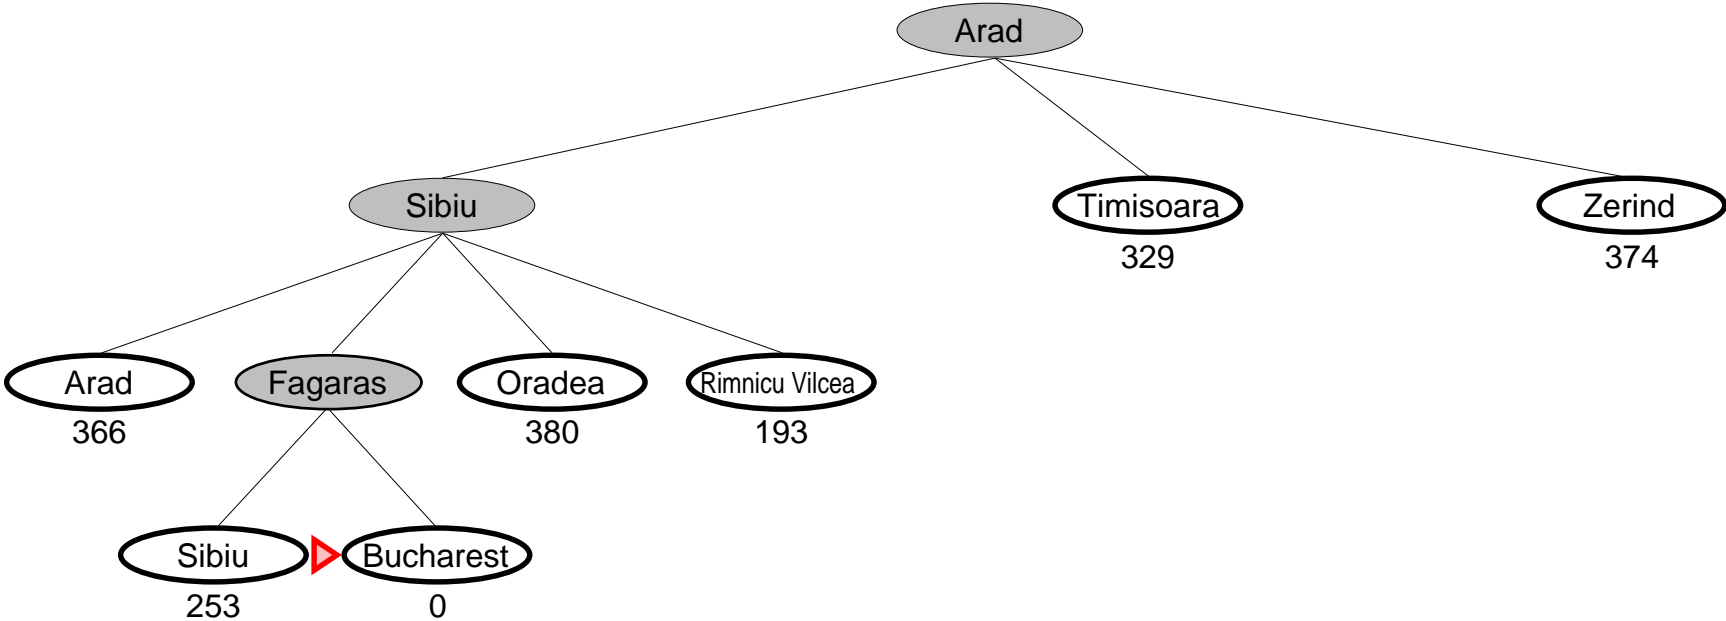 Arad
Sibiu
Timisoara
Zerind
329
374
Arad
Fagaras
Oradea
Rimnicu Vilcea
366
380
193
Sibiu
Bucharest
253
0